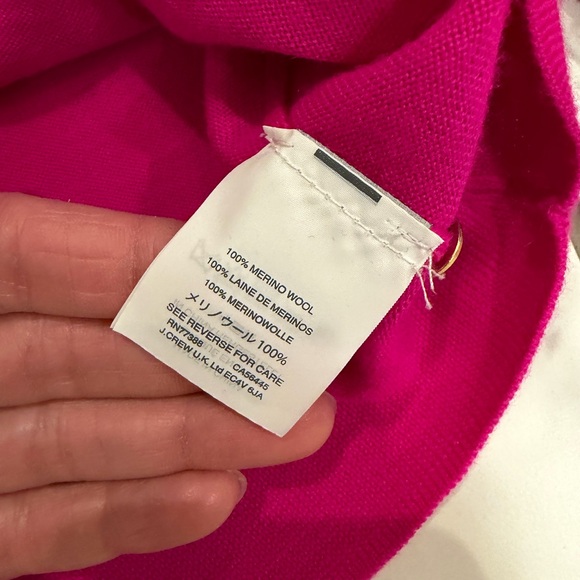 100% MERINO WOOL
100% LAINE DE MERINOS
100% MERINOWOLLE
メリノウール 100%
SEE REVERSE FOR CARE
RN77388 CA56445
J.CREW U.K. Ltd EC4V 6JA